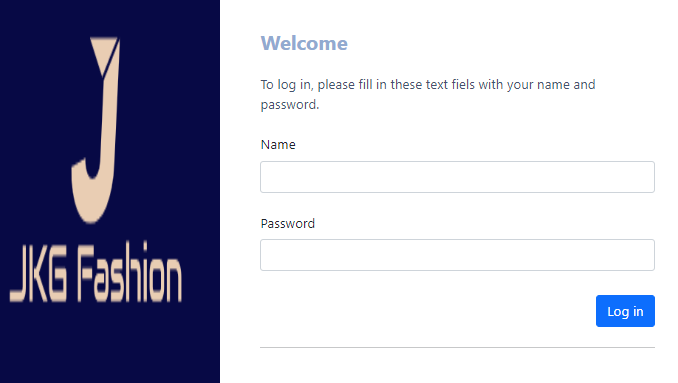 J
JKG Fashion
Welcome
To log in, please fill in these text fiels with your name and
password.
Name
Password
Log in